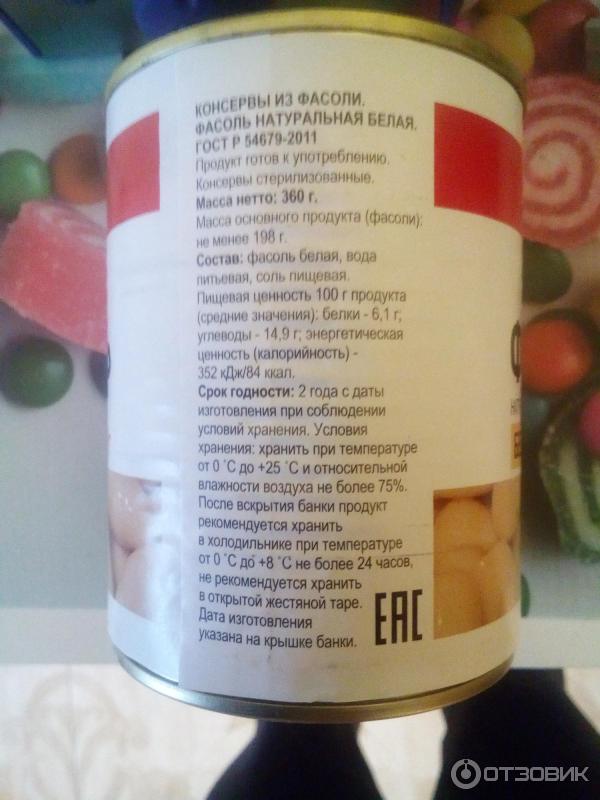 КОНСЕРВЫ ИЗ ФАСОЛИ.
ФАСОЛЬ НАТУРАЛЬНАЯ БЕЛАЯ.
ГОСТ Р 54679-2011
Продукт готов к употреблению.
Консервы стерилизованные.
Масса нетто: 360 г.
Масса основного продукта (фасоли):
не менее 198 г.
Состав: фасоль белая, вода
питьевая, соль пищевая.
Пищевая ценность 100 г продукта
(средние значения): белки - 6,1 г;
углеводы - 14,9 г; энергетическая
ценность (калорийность) -
352 кДж/84 ккал.
Срок годности: 2 года с даты
изготовления при соблюдении
условий хранения. Условия
хранения: хранить при температуре
от 0 °С до +25 °С и относительной
влажности воздуха не более 75%.
После вскрытия банки продукт
рекомендуется хранить
в холодильнике при температуре
от 0 °С до +8 °С не более 24 часов,
не рекомендуется хранить
в открытой жестяной таре.
Дата изготовления
указана на крышке банки.
EAC
ОТЗОВИК